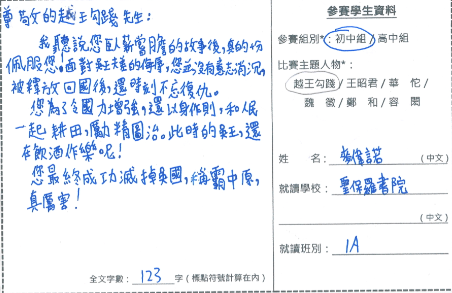 尊敬的越王勾踐先生：
我聽說您臥薪嘗膽的故事後，真的十分
佩服您！面對吳王殘的侮辱，您並沒有意志消沉，
被釋放回國後，還時刻不忘復仇。
您為了令國力增強，還以身作則，和人民
一起耕田，勵精圖治。此時的吳王，還
在飲酒作樂呢！
您最終成功滅掉吳國，稱霸中原，
真厲害！
全文字數：123 字（標點符號計算在內）
參賽學生資料
參賽組別*：初中組／高中組
比賽主題人物*：
越王勾踐／王昭君／華 佗／
魏 徵／鄭 和／容 閎
姓 名： 偉諾 （中文）
就讀學校：聖保羅書院
（中文）
就讀班別：1A